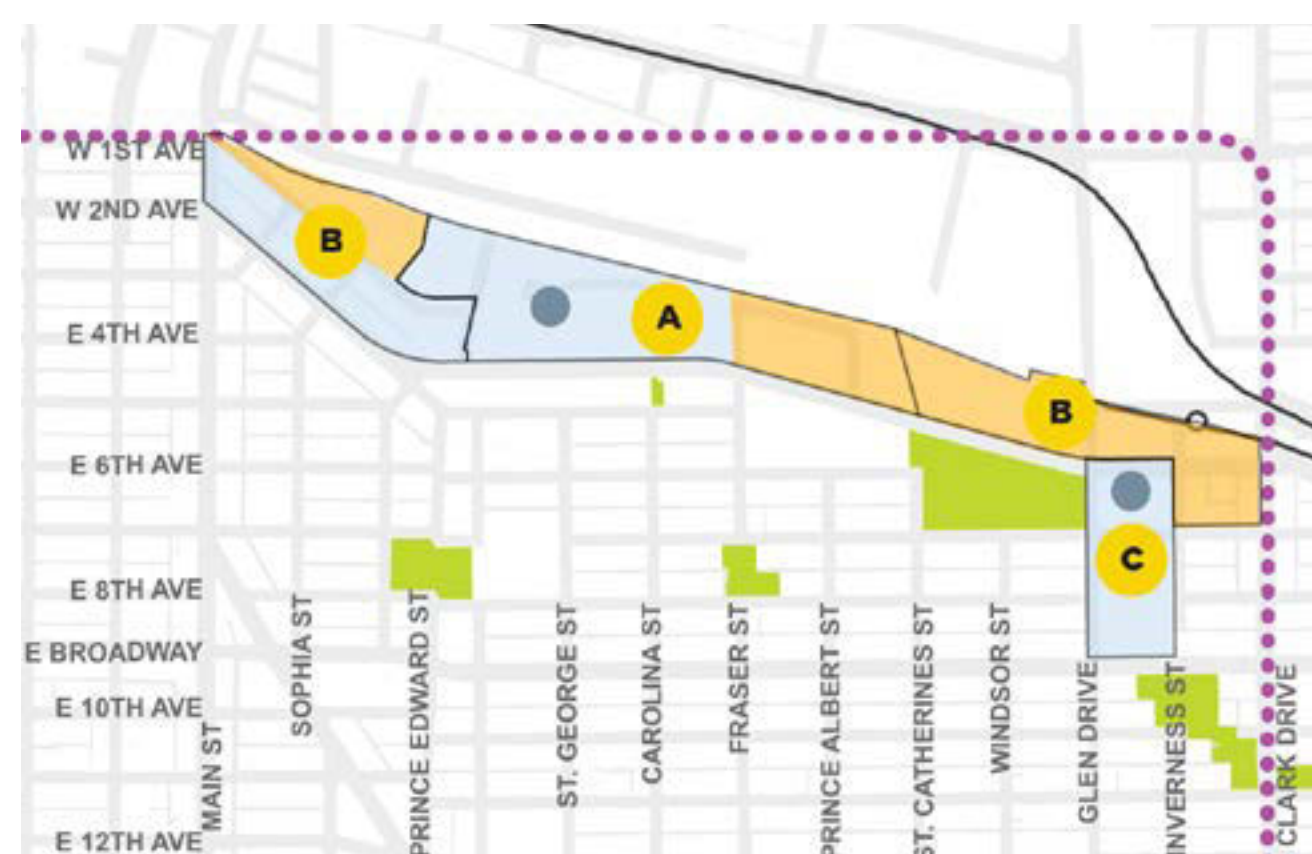 W 1ST AVE
W 2ND AVE
B
A
E 4TH AVE
B
E 6TH AVE
C
E 8TH AVE
E BROADWAY
E 10TH AVE
E 12TH AVE
MAIN ST
SOPHIA ST
PRINCE EDWARD ST
ST. GEORGE ST
CAROLINA ST
FRASER ST
PRINCE ALBERT ST
ST. CATHERINES ST
WINDSOR ST
GLEN DRIVE
INVERNESS ST
CLARK DRIVE